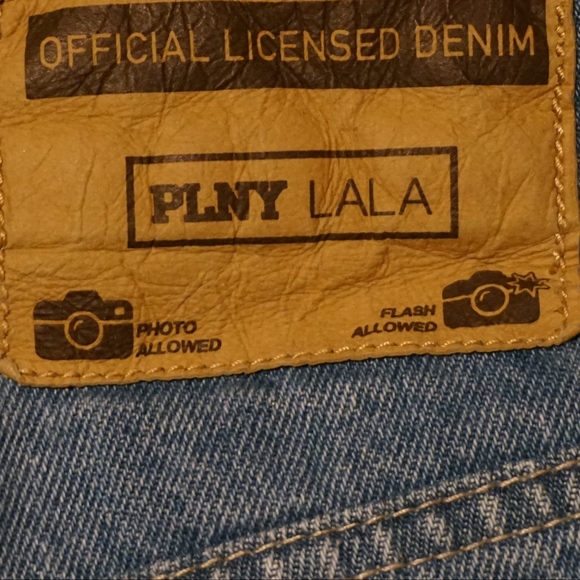 OFFICIAL LICENSED DENIM
PLNY LALA
PHOTO
ALLOWED
FLASH
ALLOWED